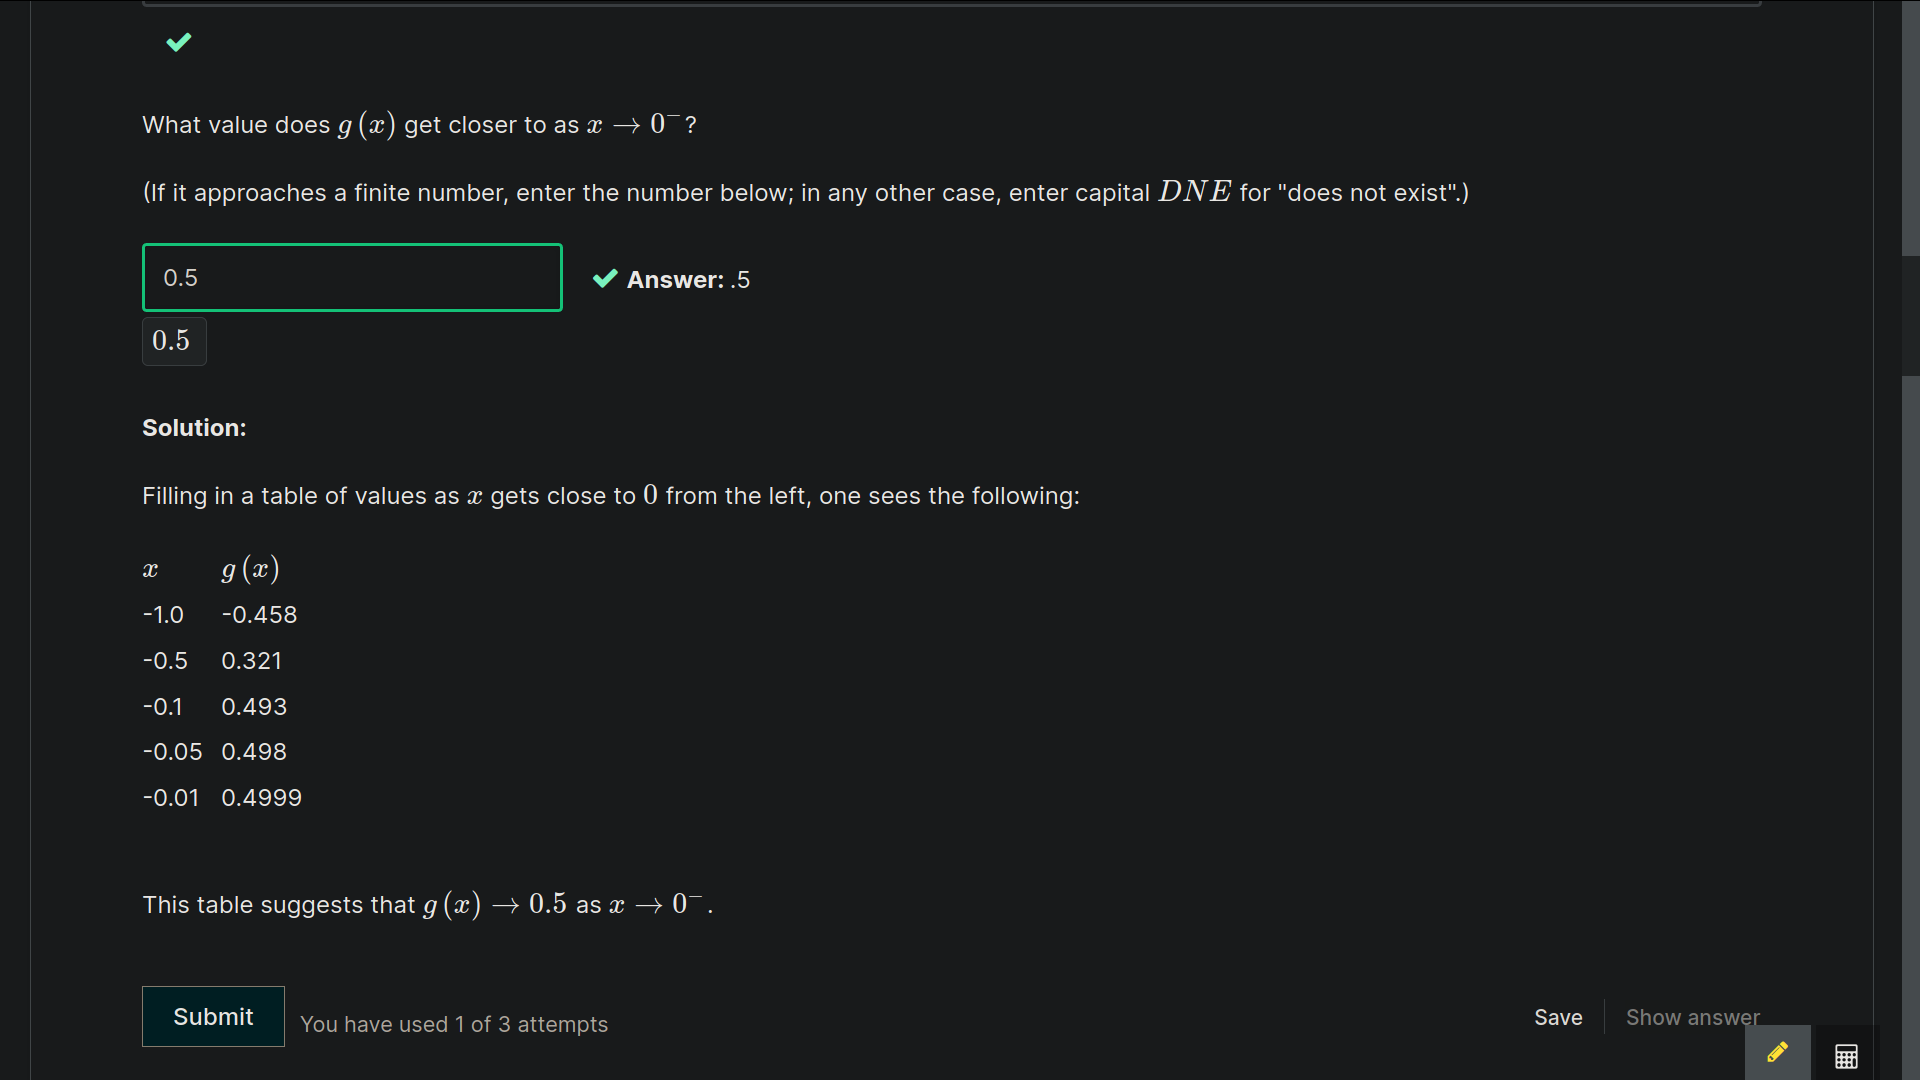 What value does g (x) get closer to as x → 0⁻?
(If it approaches a finite number, enter the number below; in any other case, enter capital DNE for "does not exist".)
0.5
Answer: .5
0.5
Solution:
Filling in a table of values as x gets close to 0 from the left, one sees the following:
x g (x)
-1.0 -0.458
-0.5 0.321
-0.1 0.493
-0.05 0.498
-0.01 0.4999
This table suggests that g (x) → 0.5 as x → 0⁻.
Submit
You have used 1 of 3 attempts
Save
Show answer